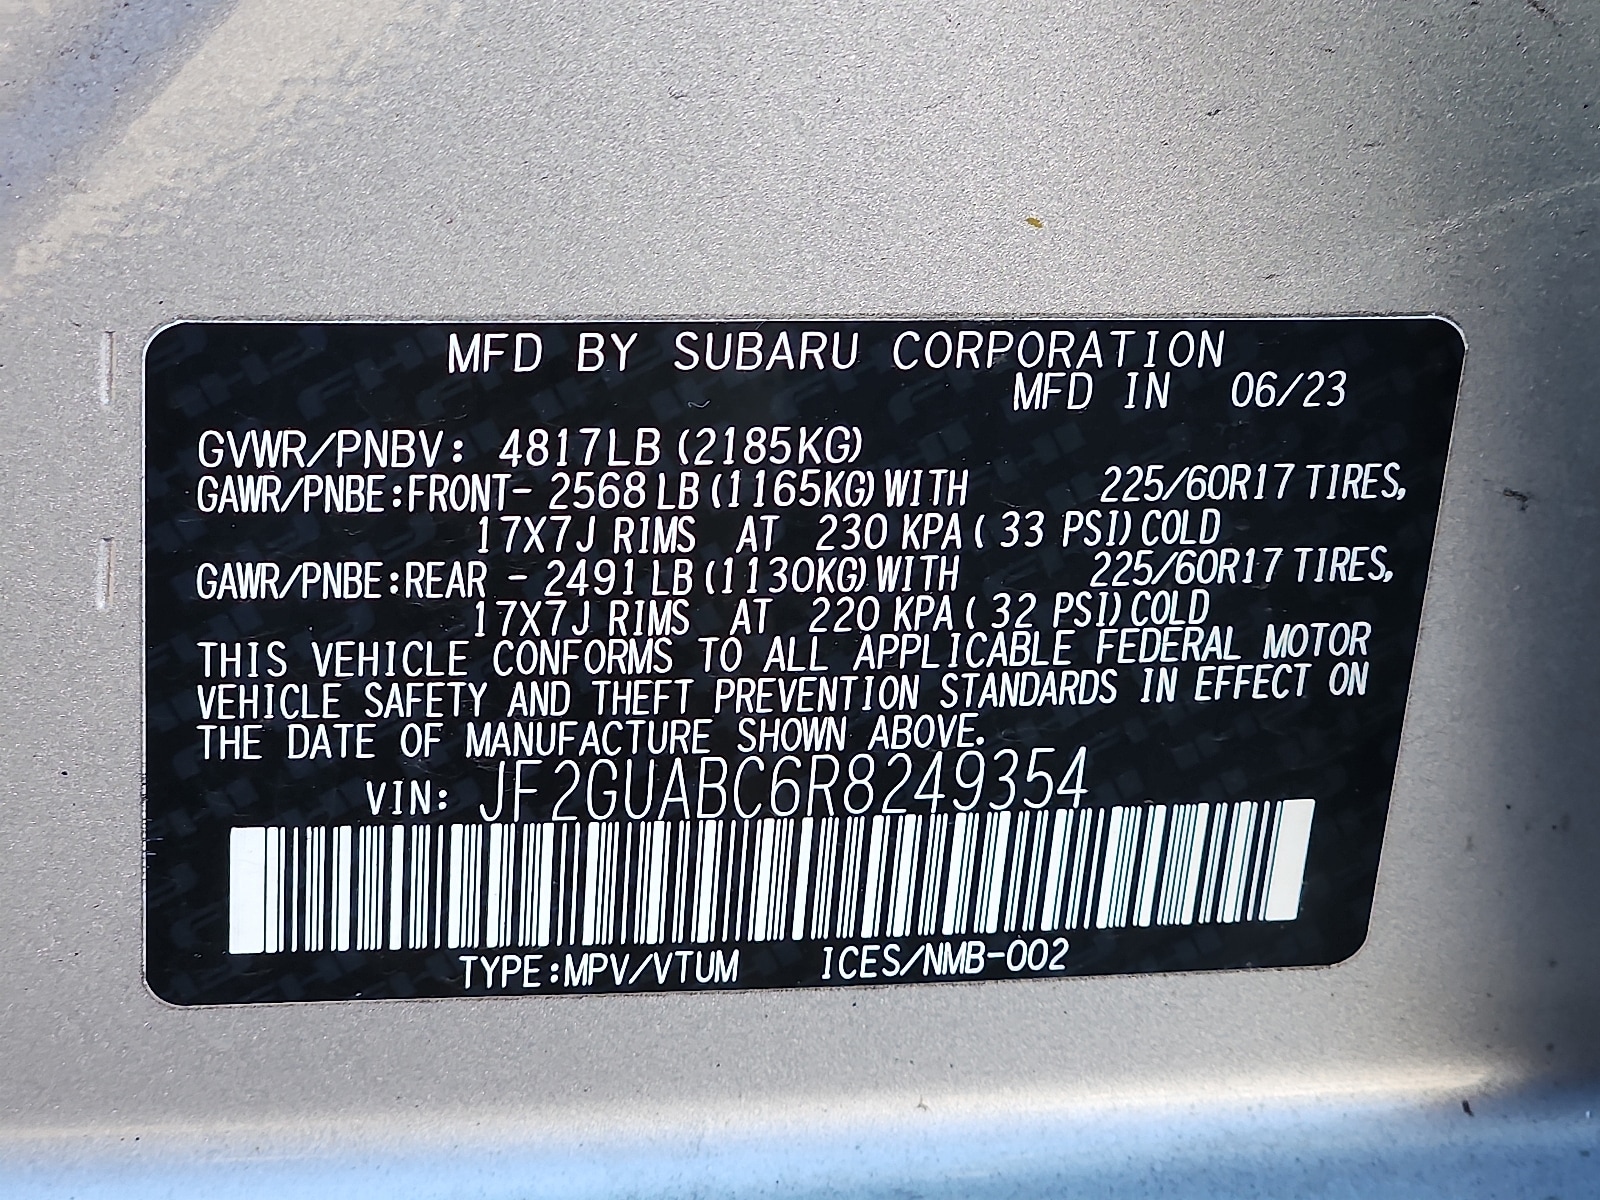 MFD BY SUBARU CORPORATION
MFD IN 06/23
GVWR/PNBV: 4817LB (2185KG)
GAWR/PNBE:FRONT- 2568 LB (1165KG) WITH 225/60R17 TIRES,
17X7J RIMS AT 230 KPA ( 33 PSI) COLD
GAWR/PNBE:REAR - 2491 LB (1130KG) WITH 225/60R17 TIRES,
17X7J RIMS AT 220 KPA ( 32 PSI) COLD
THIS VEHICLE CONFORMS TO ALL APPLICABLE FEDERAL MOTOR
VEHICLE SAFETY AND THEFT PREVENTION STANDARDS IN EFFECT ON
THE DATE OF MANUFACTURE SHOWN ABOVE.
VIN: JF2GUABC6R8249354
TYPE:MPV/VTUM ICES/NMB-002